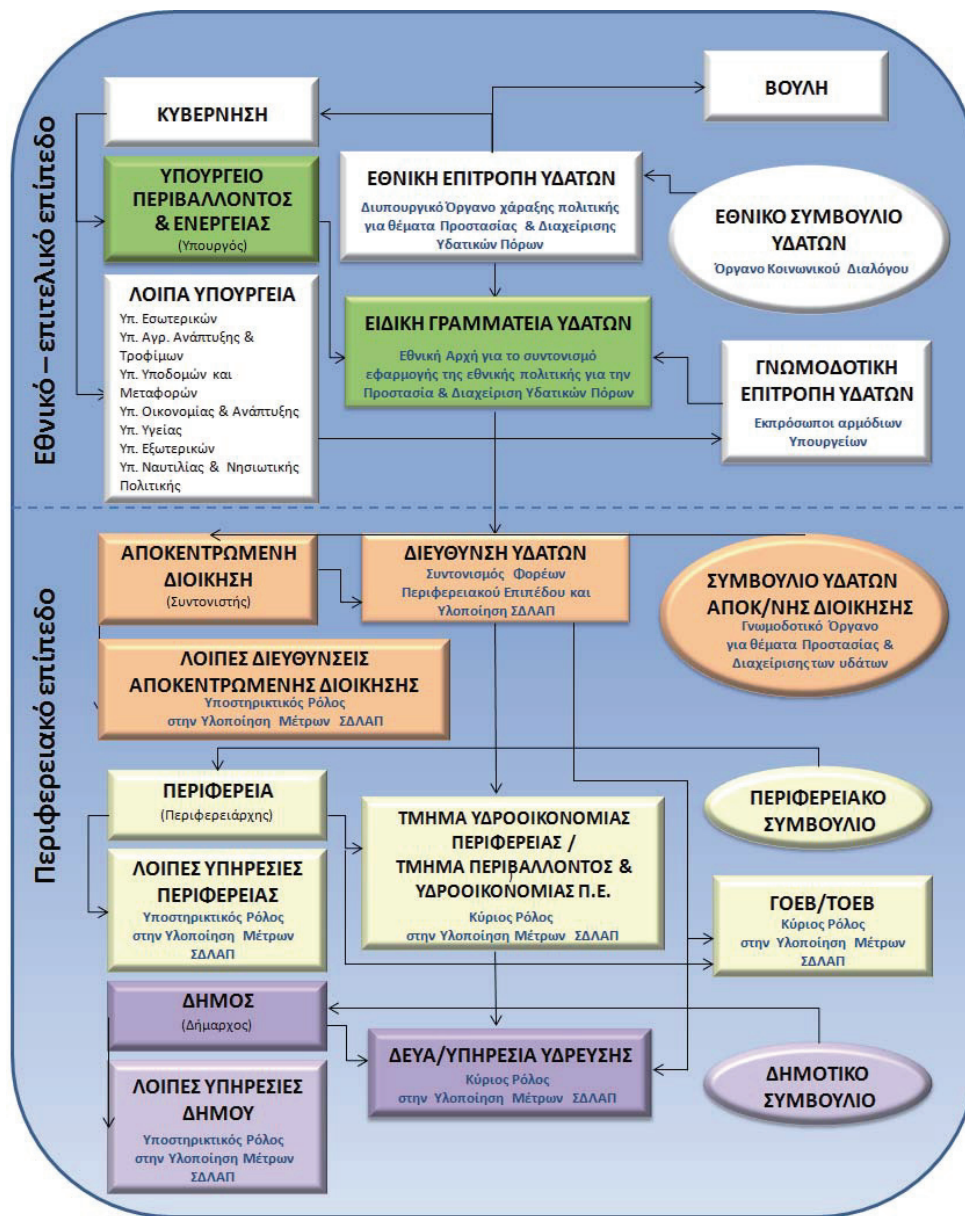 Εθνικό – επιτελικό επίπεδο
ΚΥΒΕΡΝΗΣΗ
ΒΟΥΛΗ
ΥΠΟΥΡΓΕΙΟ
ΠΕΡΙΒΑΛΛΟΝΤΟΣ
& ΕΝΕΡΓΕΙΑΣ
(Υπουργός)
ΕΘΝΙΚΗ ΕΠΙΤΡΟΠΗ ΥΔΑΤΩΝ
Διυπουργικό Όργανο χάραξης πολιτικής
για θέματα Προστασίας & Διαχείρισης
Υδατικών Πόρων
ΕΘΝΙΚΟ ΣΥΜΒΟΥΛΙΟ
ΥΔΑΤΩΝ
Όργανο Κοινωνικού Διαλόγου
ΛΟΙΠΑ ΥΠΟΥΡΓΕΙΑ
Υπ. Εσωτερικών
Υπ. Αγρ. Ανάπτυξης &
Τροφίμων
Υπ. Υποδομών και
Μεταφορών
Υπ. Οικονομίας & Ανάπτυξης
Υπ. Υγείας
Υπ. Εξωτερικών
Υπ. Ναυτιλίας & Νησιωτικής
Πολιτικής
ΕΙΔΙΚΗ ΓΡΑΜΜΑΤΕΙΑ ΥΔΑΤΩΝ
Εθνική Αρχή για το συντονισμό
εφαρμογής της εθνικής πολιτικής για την
Προστασία & Διαχείριση Υδατικών Πόρων
ΓΝΩΜΟΔΟΤΙΚΗ
ΕΠΙΤΡΟΠΗ ΥΔΑΤΩΝ
Εκπρόσωποι αρμόδιων
Υπουργείων
Περιφερειακό επίπεδο
ΑΠΟΚΕΝΤΡΩΜΕΝΗ
ΔΙΟΙΚΗΣΗ
(Συντονιστής)
ΔΙΕΥΘΥΝΣΗ ΥΔΑΤΩΝ
Συντονισμός Φορέων
Περιφερειακού Επιπέδου και
Υλοποίηση ΣΔΛΑΠ
ΣΥΜΒΟΥΛΙΟ ΥΔΑΤΩΝ
ΑΠΟΚ/ΝΗΣ ΔΙΟΙΚΗΣΗΣ
Γνωμοδοτικό Όργανο
για θέματα Προστασίας &
Διαχείρισης των υδάτων
ΛΟΙΠΕΣ ΔΙΕΥΘΥΝΣΕΙΣ
ΑΠΟΚΕΝΤΡΩΜΕΝΗΣ ΔΙΟΙΚΗΣΗΣ
Υποστηρικτικός Ρόλος
στην Υλοποίηση Μέτρων ΣΔΛΑΠ
ΠΕΡΙΦΕΡΕΙΑ
(Περιφερειάρχης)
ΤΜΗΜΑ ΥΔΡΟΟΙΚΟΝΟΜΙΑΣ
ΠΕΡΙΦΕΡΕΙΑΣ /
ΤΜΗΜΑ ΠΕΡΙΒΑΛΛΟΝΤΟΣ &
ΥΔΡΟΟΙΚΟΝΟΜΙΑΣ Π.Ε.
Κύριος Ρόλος
στην Υλοποίηση Μέτρων ΣΔΛΑΠ
ΠΕΡΙΦΕΡΕΙΑΚΟ
ΣΥΜΒΟΥΛΙΟ
ΛΟΙΠΕΣ ΥΠΗΡΕΣΙΕΣ
ΠΕΡΙΦΕΡΕΙΑΣ
Υποστηρικτικός Ρόλος
στην Υλοποίηση Μέτρων
ΣΔΛΑΠ
ΓΟΕΒ/ΤΟΕΒ
Κύριος Ρόλος
στην Υλοποίηση Μέτρων
ΣΔΛΑΠ
ΔΗΜΟΣ
(Δήμαρχος)
ΔΕΥΑ/ΥΠΗΡΕΣΙΑ ΥΔΡΕΥΣΗΣ
Κύριος Ρόλος
στην Υλοποίηση Μέτρων ΣΔΛΑΠ
ΔΗΜΟΤΙΚΟ
ΣΥΜΒΟΥΛΙΟ
ΛΟΙΠΕΣ ΥΠΗΡΕΣΙΕΣ
ΔΗΜΟΥ
Υποστηρικτικός Ρόλος
στην Υλοποίηση Μέτρων
ΣΔΛΑΠ